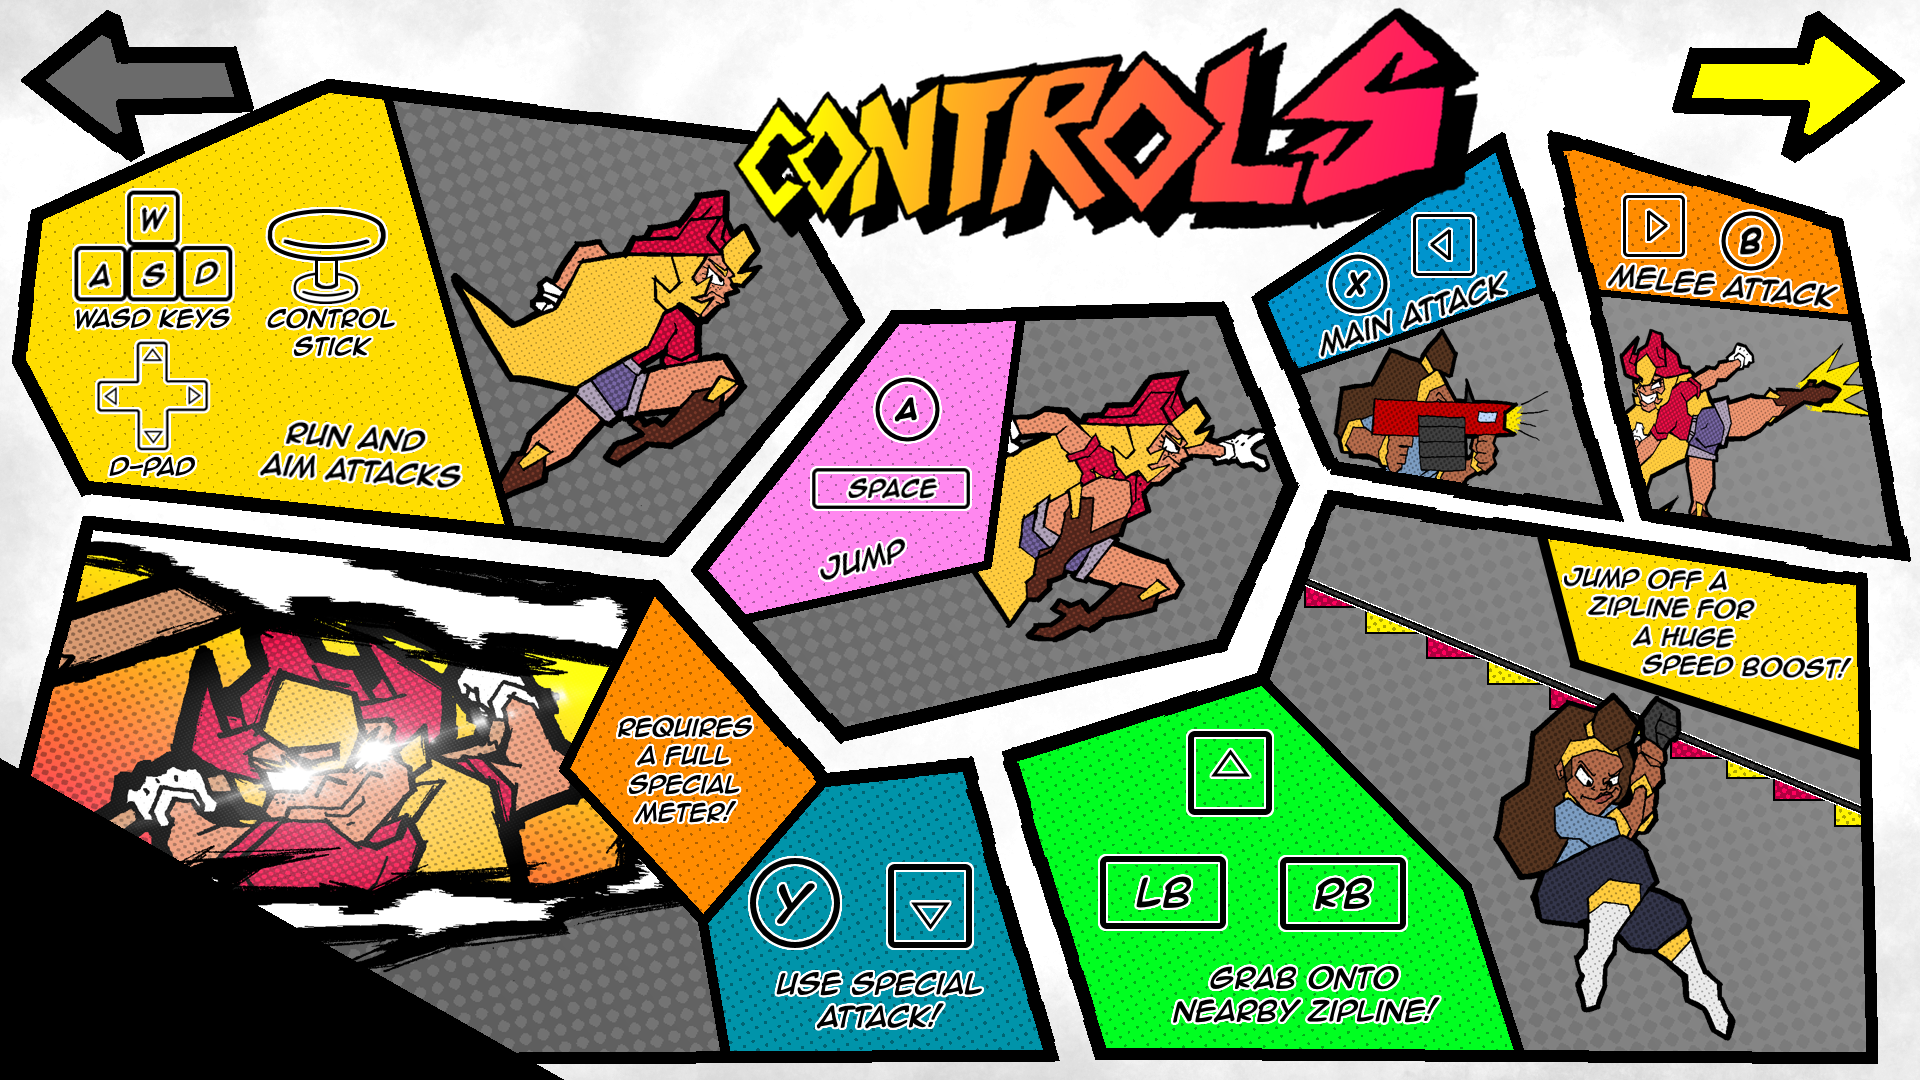 CONTROLS
W
A S D
WASD KEYS
CONTROL
STICK
D-PAD
RUN AND
AIM ATTACKS
A
SPACE
JUMP
X
MAIN ATTACK
B
MELEE ATTACK
REQUIRES
A FULL
SPECIAL
METER!
Y
USE SPECIAL
ATTACK!
LB RB
GRAB ONTO
NEARBY ZIPLINE!
JUMP OFF A
ZIPLINE FOR
A HUGE
SPEED BOOST!